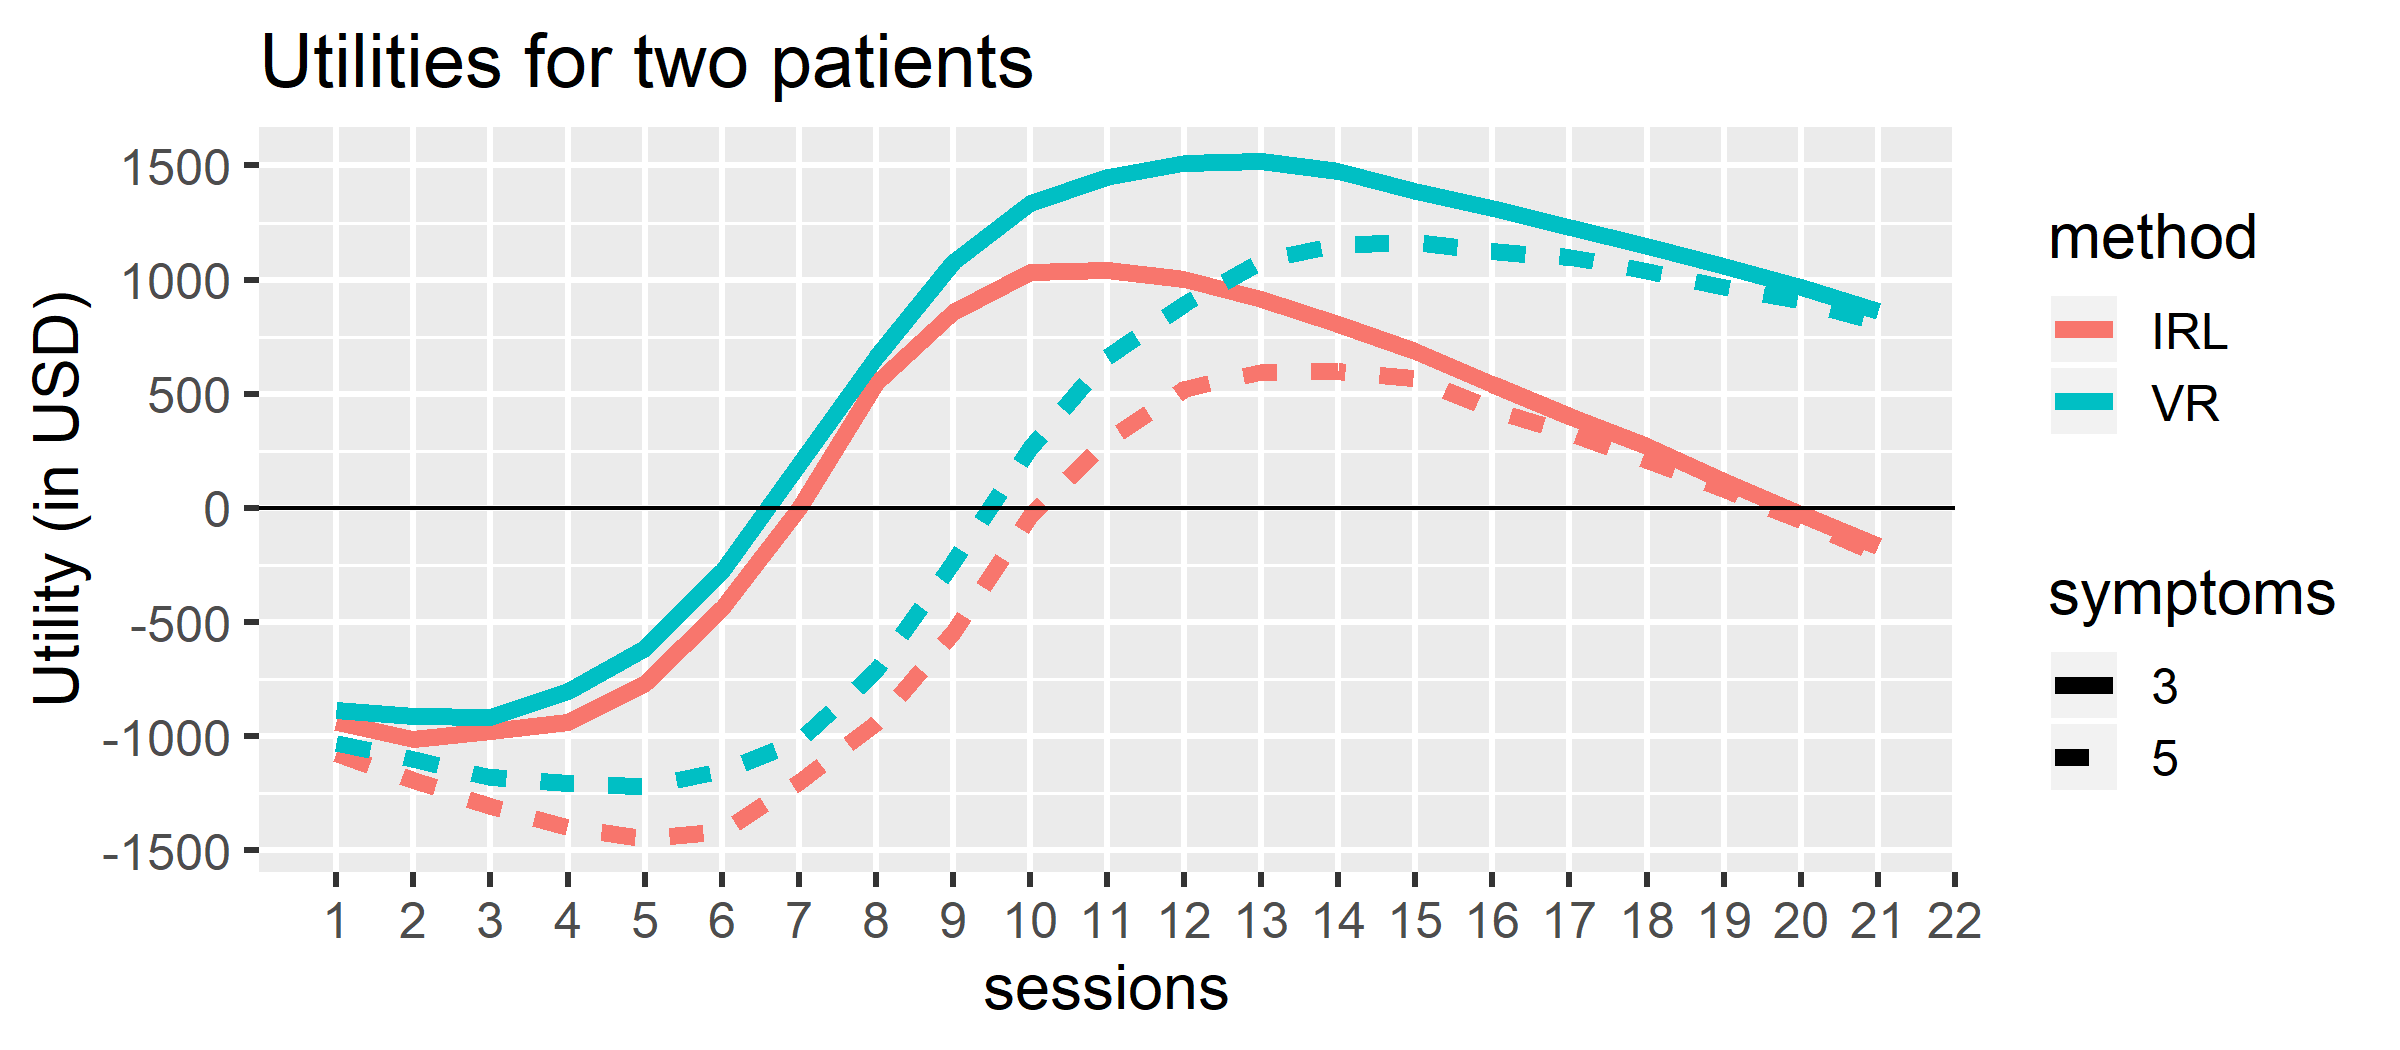 Utilities for two patients
Utility (in USD)
1500
1000
500
0
-500
-1000
-1500
1 2 3 4 5 6 7 8 9 10 11 12 13 14 15 16 17 18 19 20 21 22
sessions
method
IRL
VR
symptoms
3
5